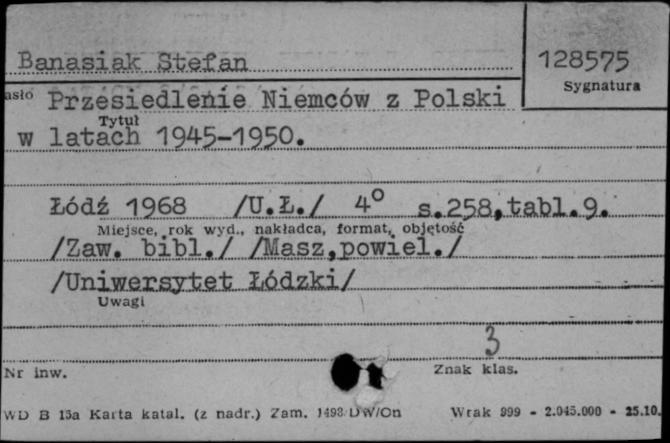 Banasiak Stefan
128575
Sygnatura
asło Przesiedlenie Niemców z Polski
Tytuł
w latach 1945-1950.
Łódź 1968 /U.Ł./ 4° s.258,tabl.9.
Miejsce, rok wyd., nakładca, format, objętość
/Zaw. bibl./ /Masz,powiel./
/Uniwersytet Łódzki/
Uwagi
3
Nr inw.
Znak klas.
WD B 13a Karta katal. (z nadr.) Zam. 1493/DW/On Wrak 999 - 2.045.000 - 25.10.